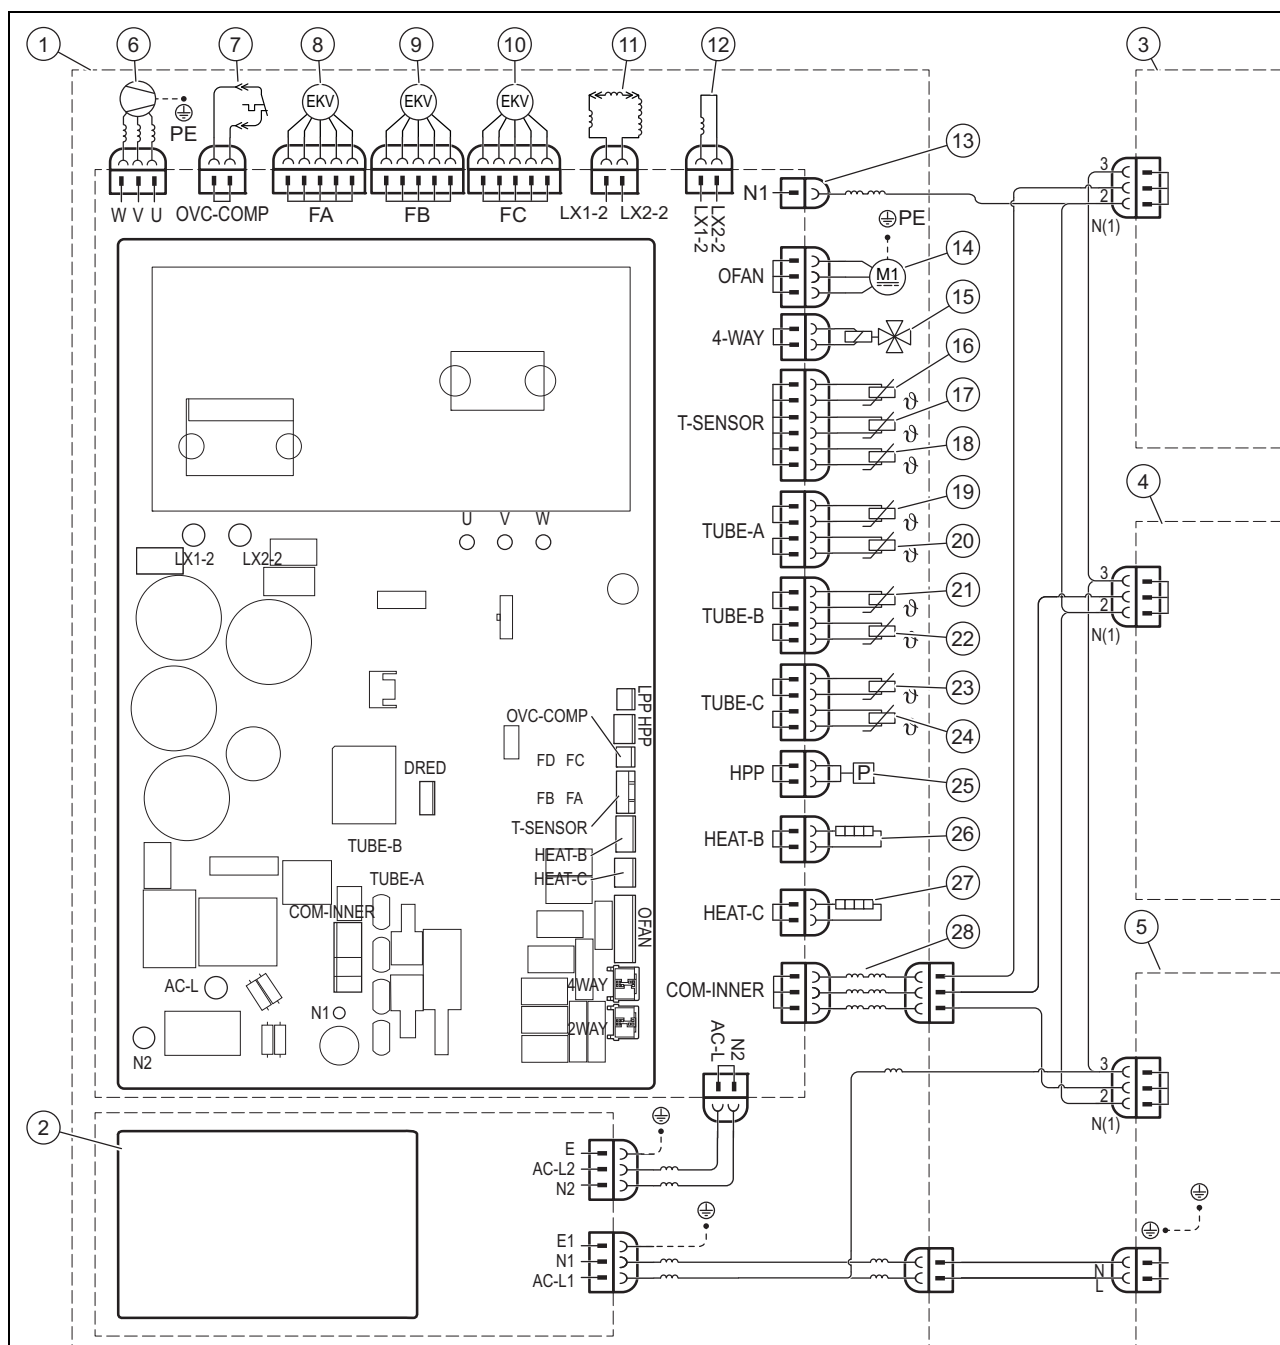 1 6 7 8 9 10 11 12 3
EKV EKV EKV
PE
13
W V U OVC-COMP FA FB FC LX1-2 LX2-2
LX1-2
LX2-2
N1
3
2
N(1)
PE
OFAN M1 14
4-WAY 15
16
T-SENSOR ϑ 17
ϑ 18
ϑ
4
TUBE-A 19
ϑ 20
ϑ
U V W
LX1-2 LX2-2
3
2
N(1)
TUBE-B 21
ϑ 22
ϑ
TUBE-C 23
ϑ 24
ϑ
LPP HPP
OVC-COMP
FD FC
DRED
FB FA
T-SENSOR
HPP P 25
TUBE-B
HEAT-B
TUBE-A HEAT-C
COM-INNER
OFAN
HEAT-B 26
HEAT-C 27
28
5
COM-INNER
AC-L
4WAY
N1
2WAY
N2
AC-L
N2
3
2
N(1)
2
E
AC-L2
N2
E1
N1
AC-L1
N
L